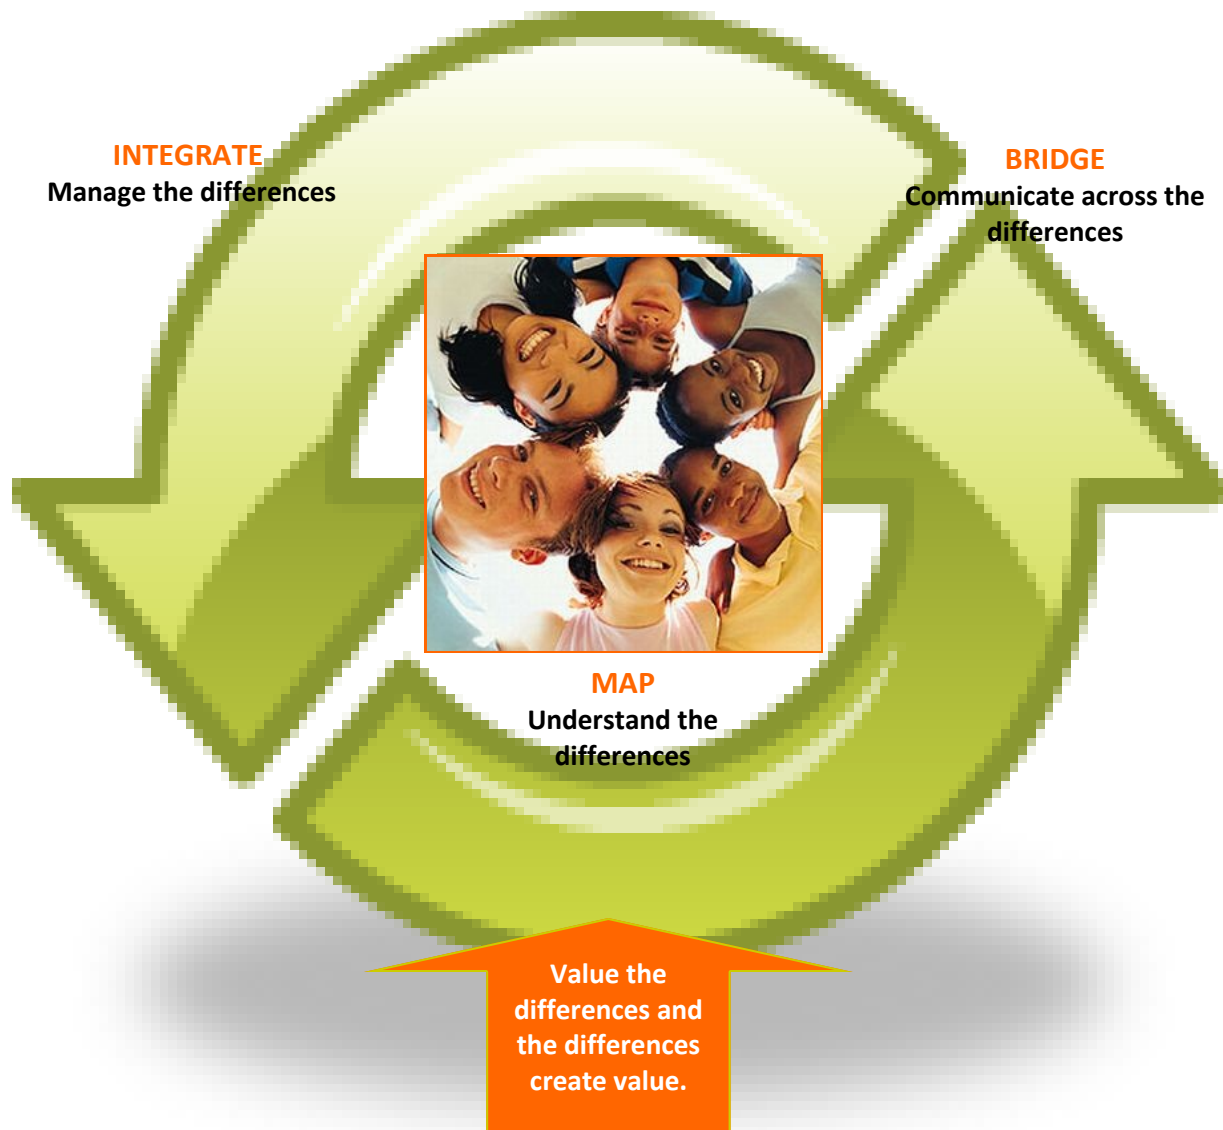 INTEGRATE
Manage the differences
BRIDGE
Communicate across the
differences
MAP
Understand the
differences
Value the
differences and
the differences
create value.